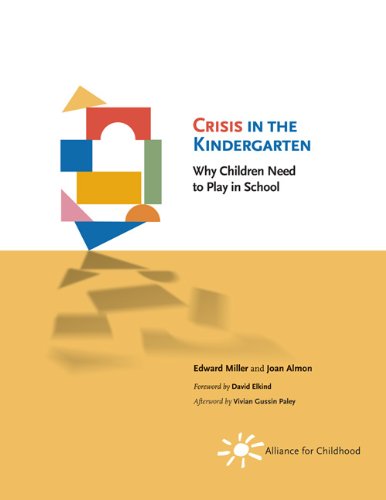 CRISIS IN THE
KINDERGARTEN
Why Children Need
to Play in School
Edward Miller and Joan Almon
Foreword by David Elkind
Afterword by Vivian Gussin Paley
Alliance for Childhood